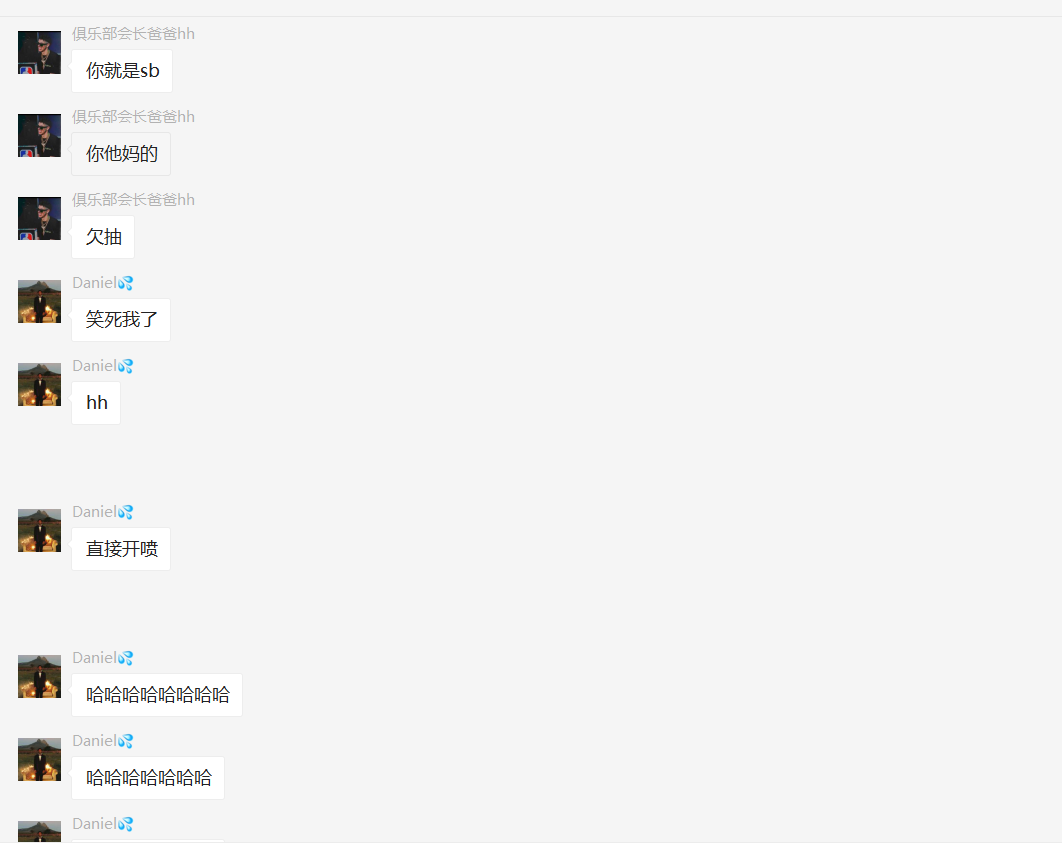 俱乐部会长爸爸hh
你就是sb
俱乐部会长爸爸hh
你他妈的
俱乐部会长爸爸hh
欠抽
Daniel💦
笑死我了
Daniel💦
hh
Daniel💦
直接开喷
Daniel💦
哈哈哈哈哈哈哈哈
Daniel💦
哈哈哈哈哈哈哈
Daniel💦